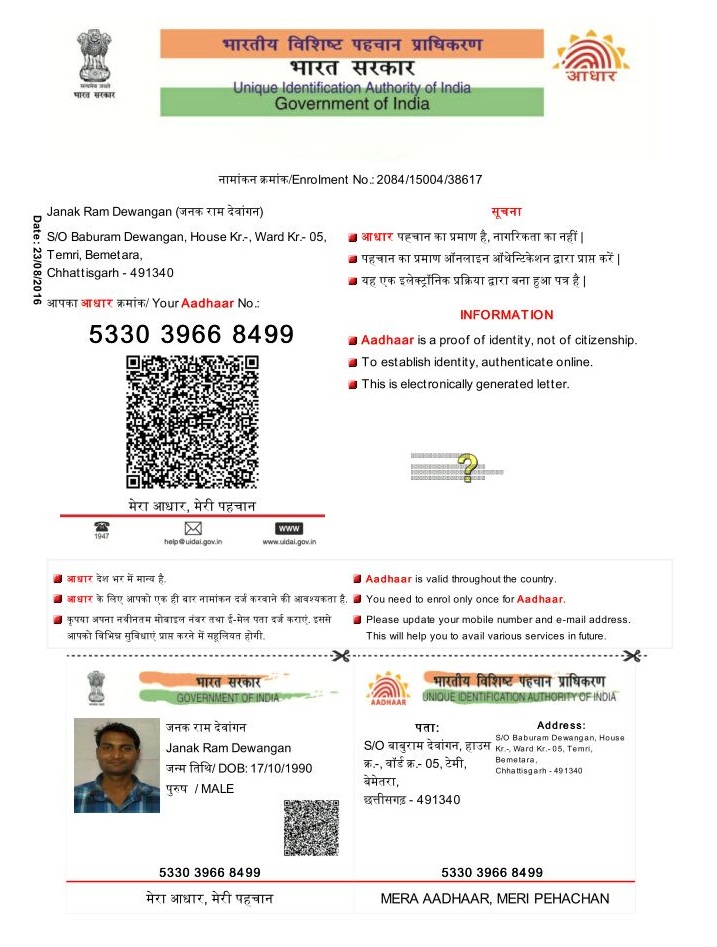 भारतीय विशिष्ट पहचान प्राधिकरण
भारत सरकार
Unique Identification Authority of India
Government of India
सत्यमेव जयते
भारत सरकार
आधार
नामांकन क्रमांक/Enrolment No.: 2084/15004/38617
Date: 23/08/2016
Janak Ram Dewangan (जनक राम देवांगन)
S/O Baburam Dewangan, House Kr.-, Ward Kr.- 05,
Temri, Bemetara,
Chhattisgarh - 491340
आपका आधार क्रमांक/ Your Aadhaar No.:
5330 3966 8499
मेरा आधार, मेरी पहचान
1947
help@uidai.gov.in
www
www.uidai.gov.in
सूचना
आधार पहचान का प्रमाण है, नागरिकता का नहीं |
पहचान का प्रमाण ऑनलाइन ऑथेन्टिकेशन द्वारा प्राप्त करें |
यह एक इलेक्ट्रॉनिक प्रक्रिया द्वारा बना हुआ पत्र है |
INFORMATION
Aadhaar is a proof of identity, not of citizenship.
To establish identity, authenticate online.
This is electronically generated letter.
?
आधार देश भर में मान्य है.
आधार के लिए आपको एक ही बार नामांकन दर्ज करवाने की आवश्यकता है.
कृपया अपना नवीनतम मोबाइल नंबर तथा ई-मेल पता दर्ज कराएं. इससे
आपको विभिन्न सुविधाएं प्राप्त करने में सहूलियत होगी.
Aadhaar is valid throughout the country.
You need to enrol only once for Aadhaar.
Please update your mobile number and e-mail address.
This will help you to avail various services in future.
भारत सरकार
GOVERNMENT OF INDIA
जनक राम देवांगन
Janak Ram Dewangan
जन्म तिथि/ DOB: 17/10/1990
पुरुष / MALE
5330 3966 8499
मेरा आधार, मेरी पहचान
AADHAAR
भारतीय विशिष्ट पहचान प्राधिकरण
UNIQUE IDENTIFICATION AUTHORITY OF INDIA
पता:
S/O बाबुराम देवांगन, हाउस
क्र.-, वॉर्ड क्र.- 05, टेमी,
बेमेतरा,
छत्तीसगढ़ - 491340
Address:
S/O Baburam Dewangan, House
Kr.-, Ward Kr.- 05, Temri,
Bemetara,
Chhattisgarh - 491340
5330 3966 8499
MERA AADHAAR, MERI PEHACHAN